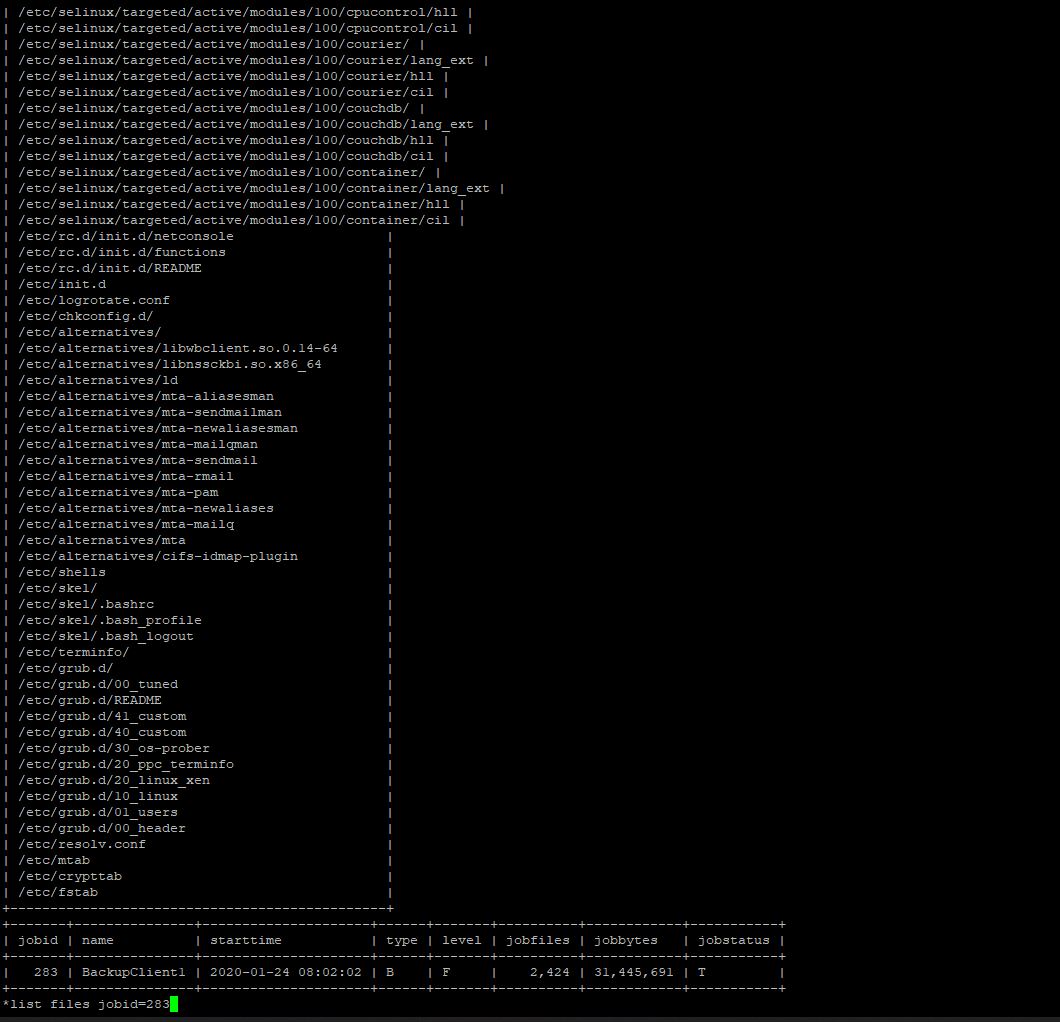 | /etc/selinux/targeted/active/modules/100/cpucontrol/hll |
| /etc/selinux/targeted/active/modules/100/cpucontrol/cil |
| /etc/selinux/targeted/active/modules/100/courier/ |
| /etc/selinux/targeted/active/modules/100/courier/lang_ext |
| /etc/selinux/targeted/active/modules/100/courier/hll |
| /etc/selinux/targeted/active/modules/100/courier/cil |
| /etc/selinux/targeted/active/modules/100/couchdb/ |
| /etc/selinux/targeted/active/modules/100/couchdb/lang_ext |
| /etc/selinux/targeted/active/modules/100/couchdb/hll |
| /etc/selinux/targeted/active/modules/100/couchdb/cil |
| /etc/selinux/targeted/active/modules/100/container/ |
| /etc/selinux/targeted/active/modules/100/container/lang_ext |
| /etc/selinux/targeted/active/modules/100/container/hll |
| /etc/selinux/targeted/active/modules/100/container/cil |
| /etc/rc.d/init.d/netconsole                   |
| /etc/rc.d/init.d/functions                    |
| /etc/rc.d/init.d/README                       |
| /etc/init.d                                   |
| /etc/logrotate.conf                           |
| /etc/chkconfig.d/                             |
| /etc/alternatives/                            |
| /etc/alternatives/libwbclient.so.0.14-64      |
| /etc/alternatives/libnssckbi.so.x86_64        |
| /etc/alternatives/ld                          |
| /etc/alternatives/mta-aliasesman              |
| /etc/alternatives/mta-sendmailman             |
| /etc/alternatives/mta-newaliasesman           |
| /etc/alternatives/mta-mailqman                |
| /etc/alternatives/mta-sendmail                |
| /etc/alternatives/mta-rmail                   |
| /etc/alternatives/mta-pam                     |
| /etc/alternatives/mta-newaliases              |
| /etc/alternatives/mta-mailq                   |
| /etc/alternatives/mta                         |
| /etc/alternatives/cifs-idmap-plugin           |
| /etc/shells                                   |
| /etc/skel/                                    |
| /etc/skel/.bashrc                             |
| /etc/skel/.bash_profile                       |
| /etc/skel/.bash_logout                        |
| /etc/terminfo/                                |
| /etc/grub.d/                                  |
| /etc/grub.d/00_tuned                          |
| /etc/grub.d/README                            |
| /etc/grub.d/41_custom                         |
| /etc/grub.d/40_custom                         |
| /etc/grub.d/30_os-prober                      |
| /etc/grub.d/20_ppc_terminfo                   |
| /etc/grub.d/20_linux_xen                      |
| /etc/grub.d/10_linux                          |
| /etc/grub.d/01_users                          |
| /etc/grub.d/00_header                         |
| /etc/resolv.conf                              |
| /etc/mtab                                     |
| /etc/crypttab                                 |
| /etc/fstab                                    |
+-----------------------------------------------+
+-------+---------------+---------------------+------+-------+----------+------------+-----------+
| jobid | name          | starttime           | type | level | jobfiles | jobbytes   | jobstatus |
+-------+---------------+---------------------+------+-------+----------+------------+-----------+
|   283 | BackupClient1 | 2020-01-24 08:02:02 | B    | F     |    2,424 | 31,445,691 | T         |
+-------+---------------+---------------------+------+-------+----------+------------+-----------+
*list files jobid=283